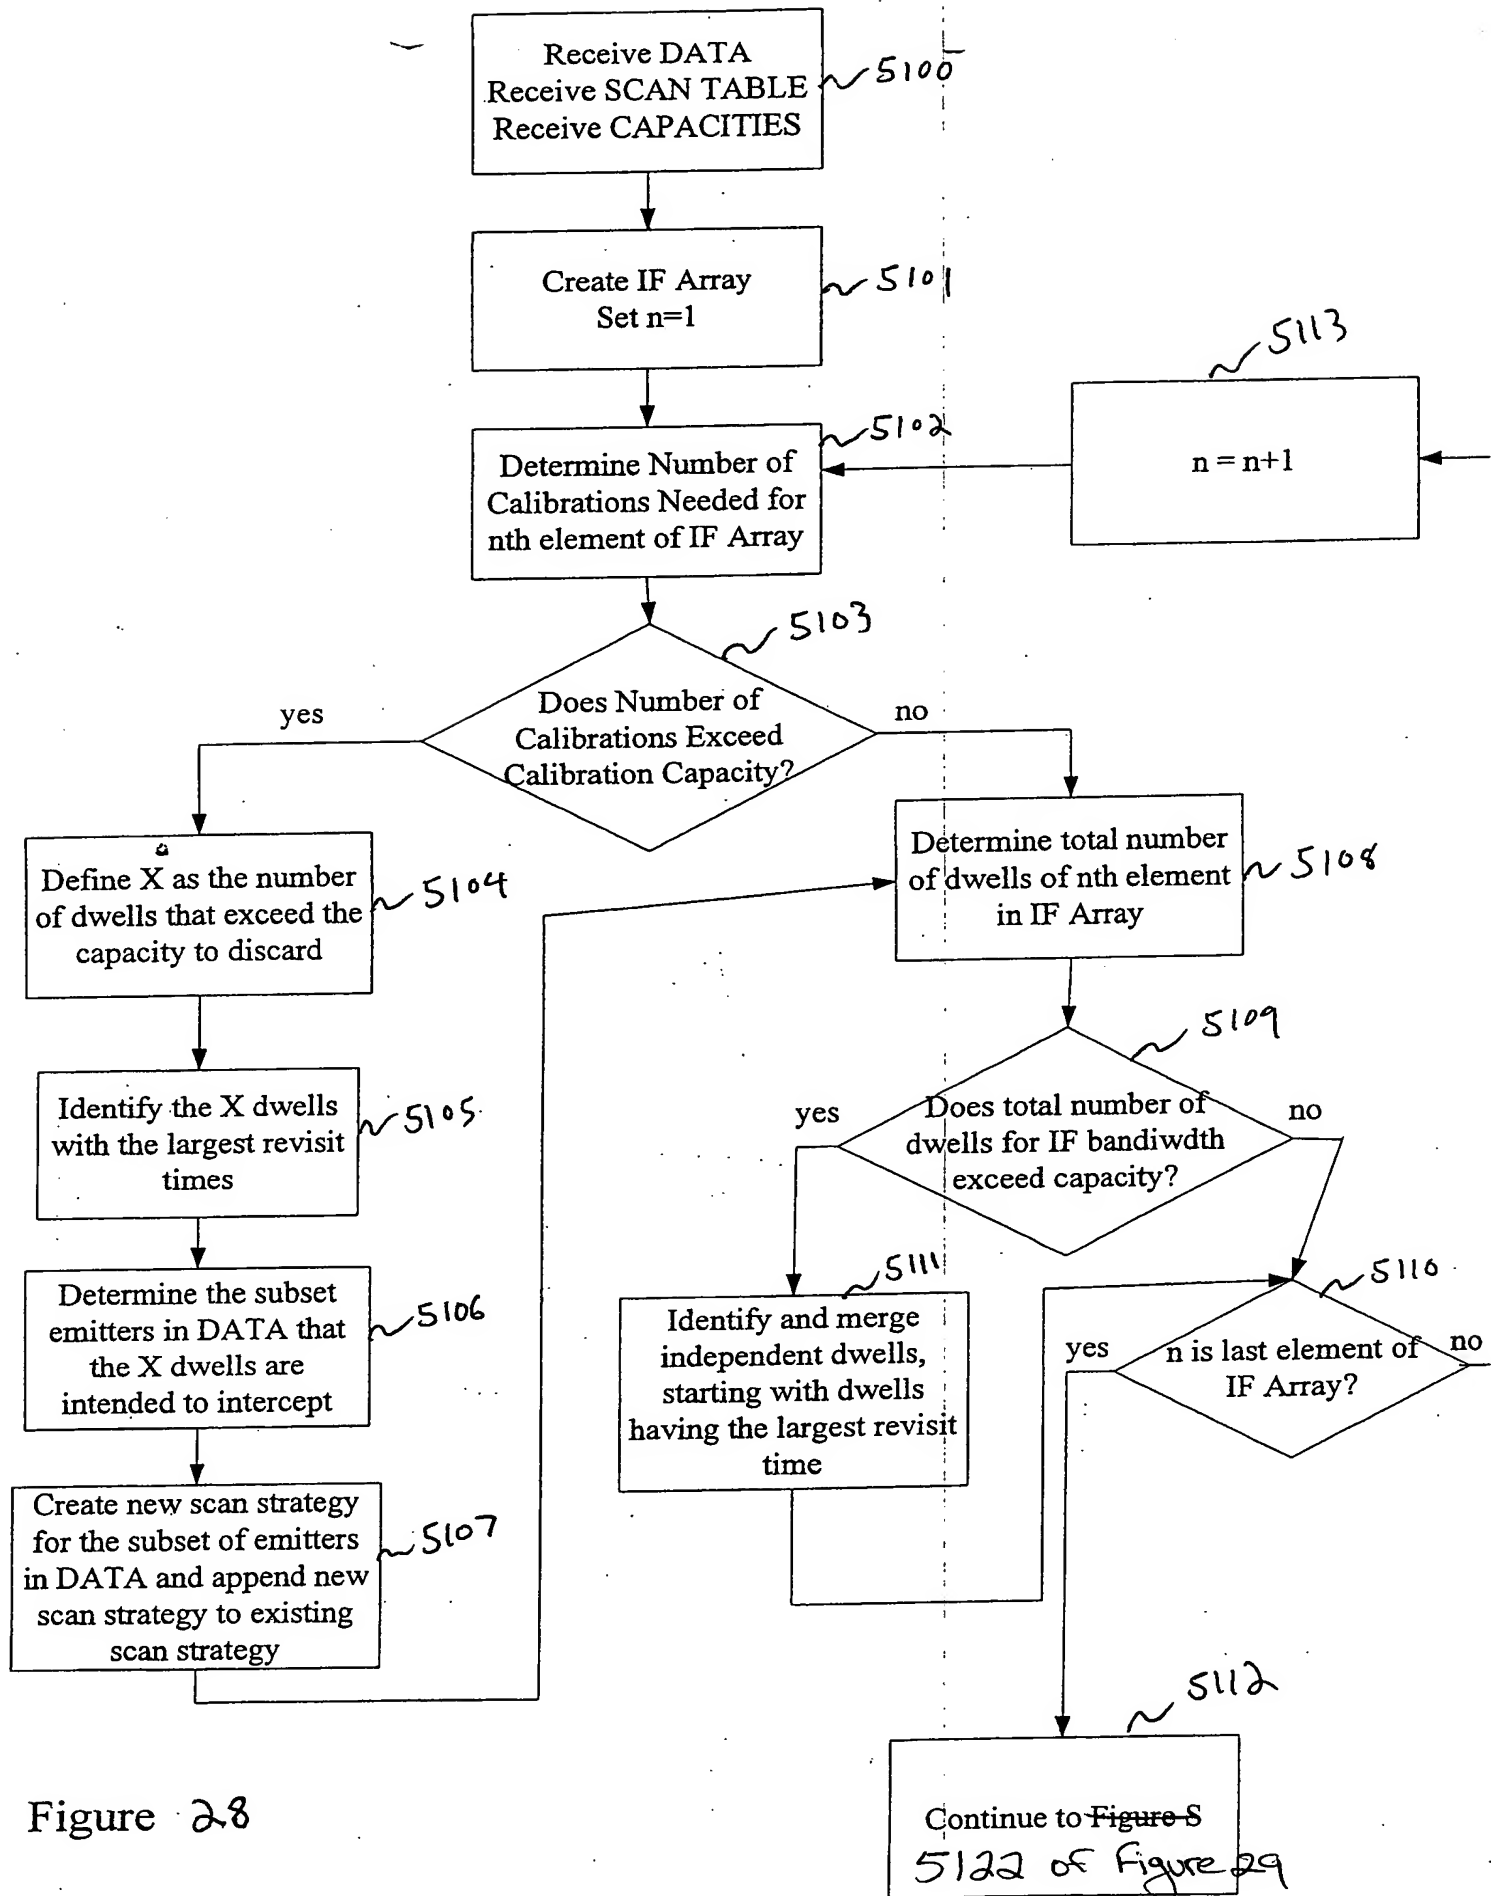 Receive DATA
Receive SCAN TABLE
Receive CAPACITIES
5100
Create IF Array
Set n=1
5101
5113
n = n+1
5102
Determine Number of
Calibrations Needed for
nth element of IF Array
5103
Does Number of
Calibrations Exceed
Calibration Capacity?
yes
no
Define X as the number
of dwells that exceed the
capacity to discard
5104
Determine total number
of dwells of nth element
in IF Array
5108
Identify the X dwells
with the largest revisit
times
5105
5109
Does total number of
dwells for IF bandiwdth
exceed capacity?
yes
no
Determine the subset
emitters in DATA that
the X dwells are
intended to intercept
5106
5111
Identify and merge
independent dwells,
starting with dwells
having the largest revisit
time
5110
n is last element of
IF Array?
yes
no
Create new scan strategy
for the subset of emitters
in DATA and append new
scan strategy to existing
scan strategy
5107
5112
Continue to Figure S
5122 of Figure 29
Figure 28